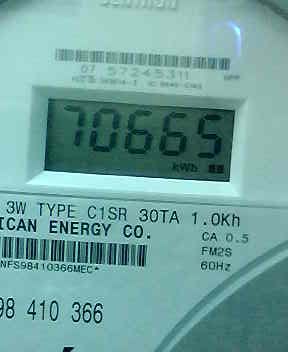 07 57245311
70665
kWh
3W TYPE C1SR 30TA 1.0Kh
ICAN ENERGY CO.
CA 0.5
FM2S
NFS98410366MEC*
60Hz
98 410 366